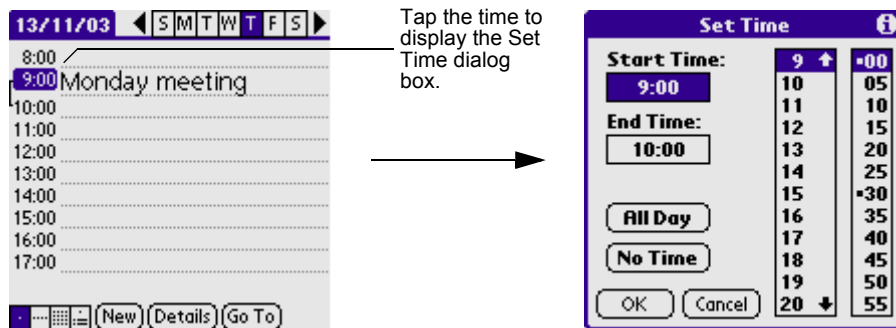 13/11/03 S M T W T F S
8:00
9:00 Monday meeting
10:00
11:00
12:00
13:00
14:00
15:00
16:00
17:00
New Details Go To
Tap the time to
display the Set
Time dialog
box.
Set Time
Start Time:
9:00
End Time:
10:00
All Day
No Time
OK Cancel
9
10
11
12
13
14
15
16
17
18
19
20
00
05
10
15
20
25
30
35
40
45
50
55